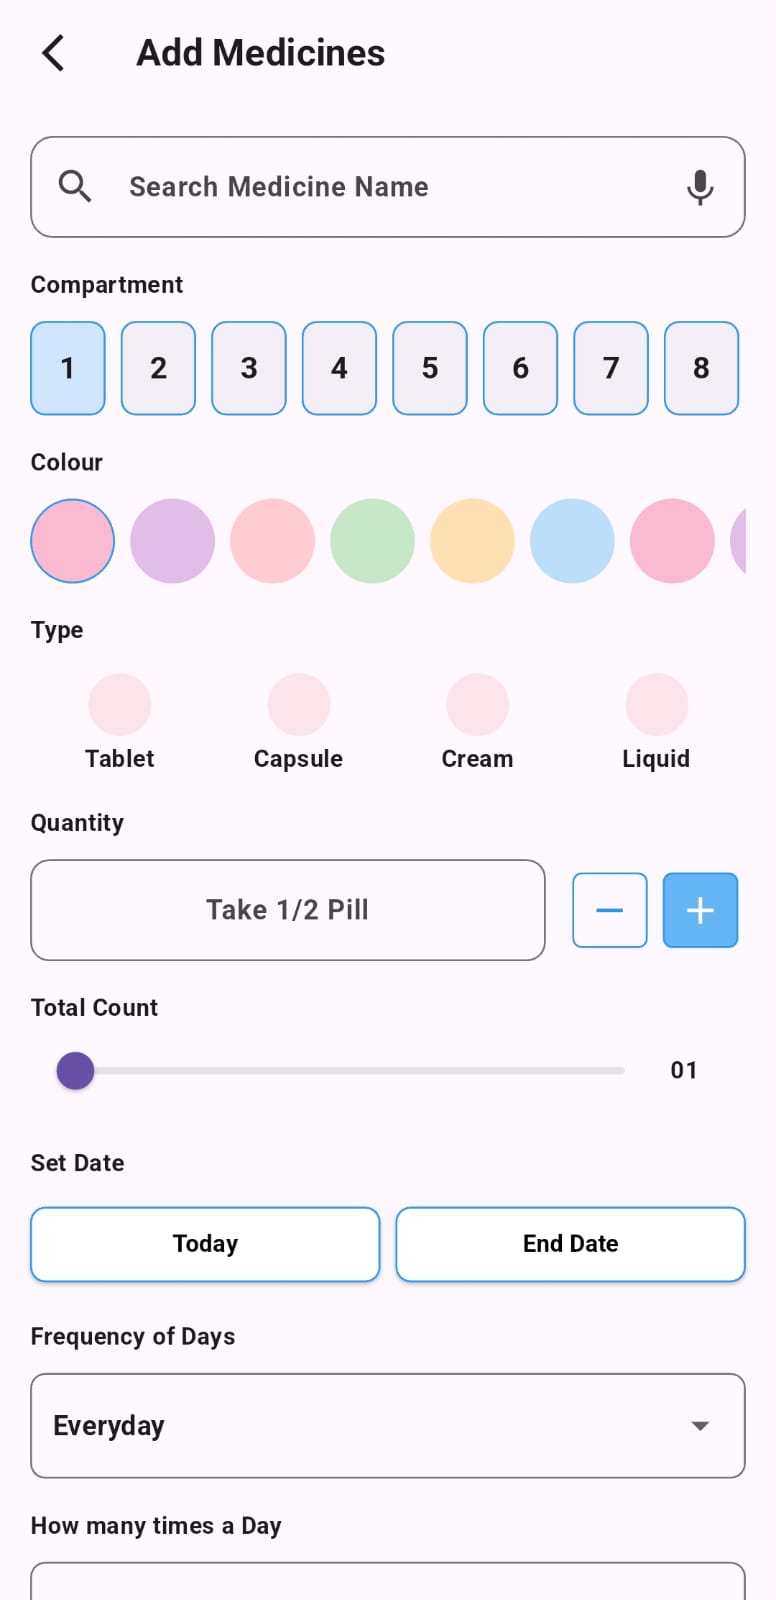 Add Medicines
Search Medicine Name
Compartment
1 2 3 4 5 6 7 8
Colour
Type
Tablet Capsule Cream Liquid
Quantity
Take 1/2 Pill
Total Count
01
Set Date
Today End Date
Frequency of Days
Everyday
How many times a Day